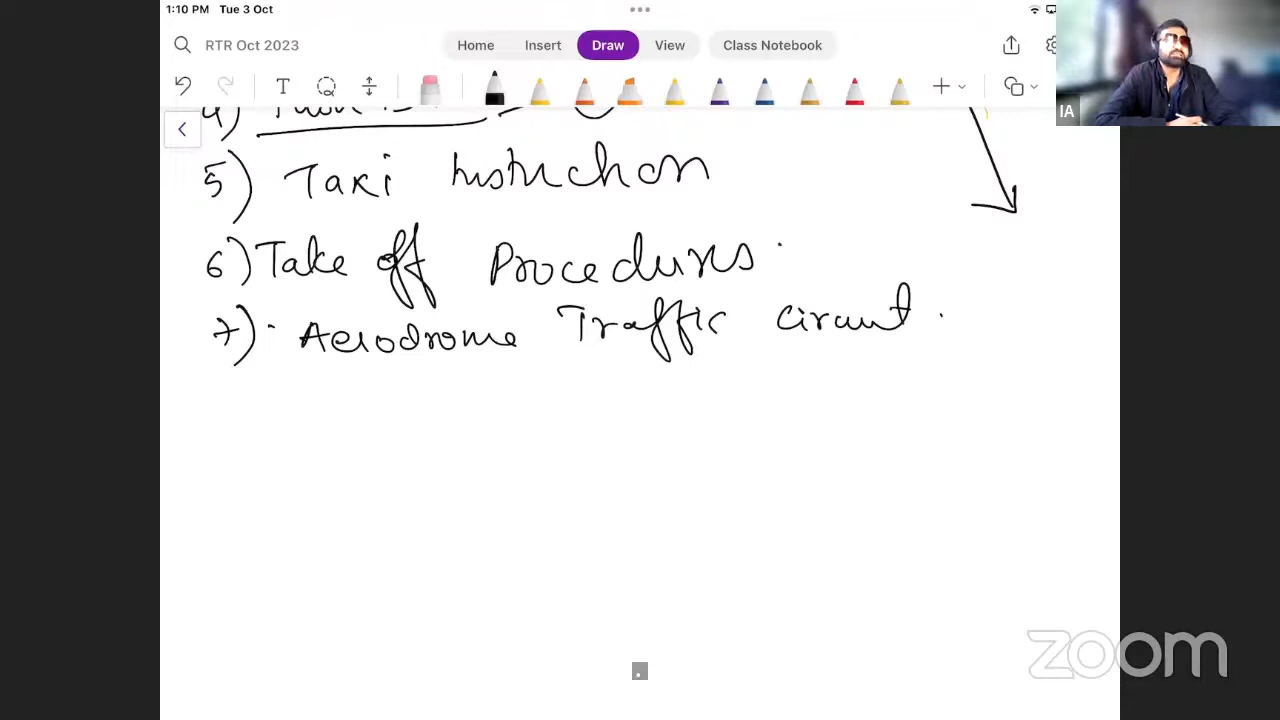 1:10 PM Tue 3 Oct
RTR Oct 2023 Home Insert Draw View Class Notebook
T
IA
4)
5) Taxi Instruction
6) Take off Procedures.
7). Aerodrome Traffic circuit.
zoom